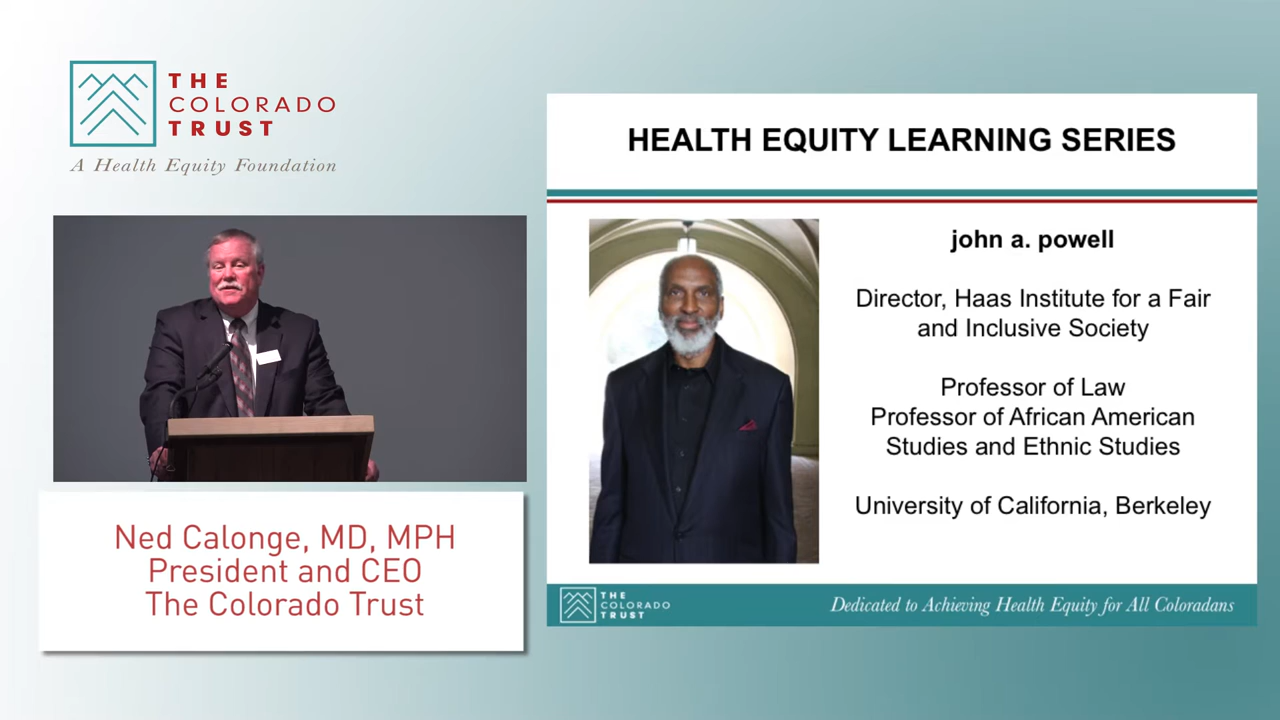 THE
COLORADO
TRUST
A Health Equity Foundation
Ned Calonge, MD, MPH
President and CEO
The Colorado Trust
HEALTH EQUITY LEARNING SERIES
john a. powell
Director, Haas Institute for a Fair
and Inclusive Society
Professor of Law
Professor of African American
Studies and Ethnic Studies
University of California, Berkeley
THE
COLORADO
TRUST
Dedicated to Achieving Health Equity for All Coloradans